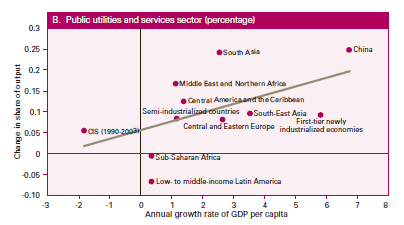 B. Public utilities and services sector (percentage)
Change in share of output
0.3
0.25
0.2
0.15
0.1
0.05
0
-0.05
-0.10
South Asia
China
Middle East and Northern Africa
Central America and the Caribbean
Semi-industrialized countries
South-East Asia
Central and Eastern Europe
First-tier newly
industrialized economies
CIS (1990-2003)
Sub-Saharan Africa
Low- to middle-income Latin America
-3 -2 -1 0 1 2 3 4 5 6 7 8
Annual growth rate of GDP per capita